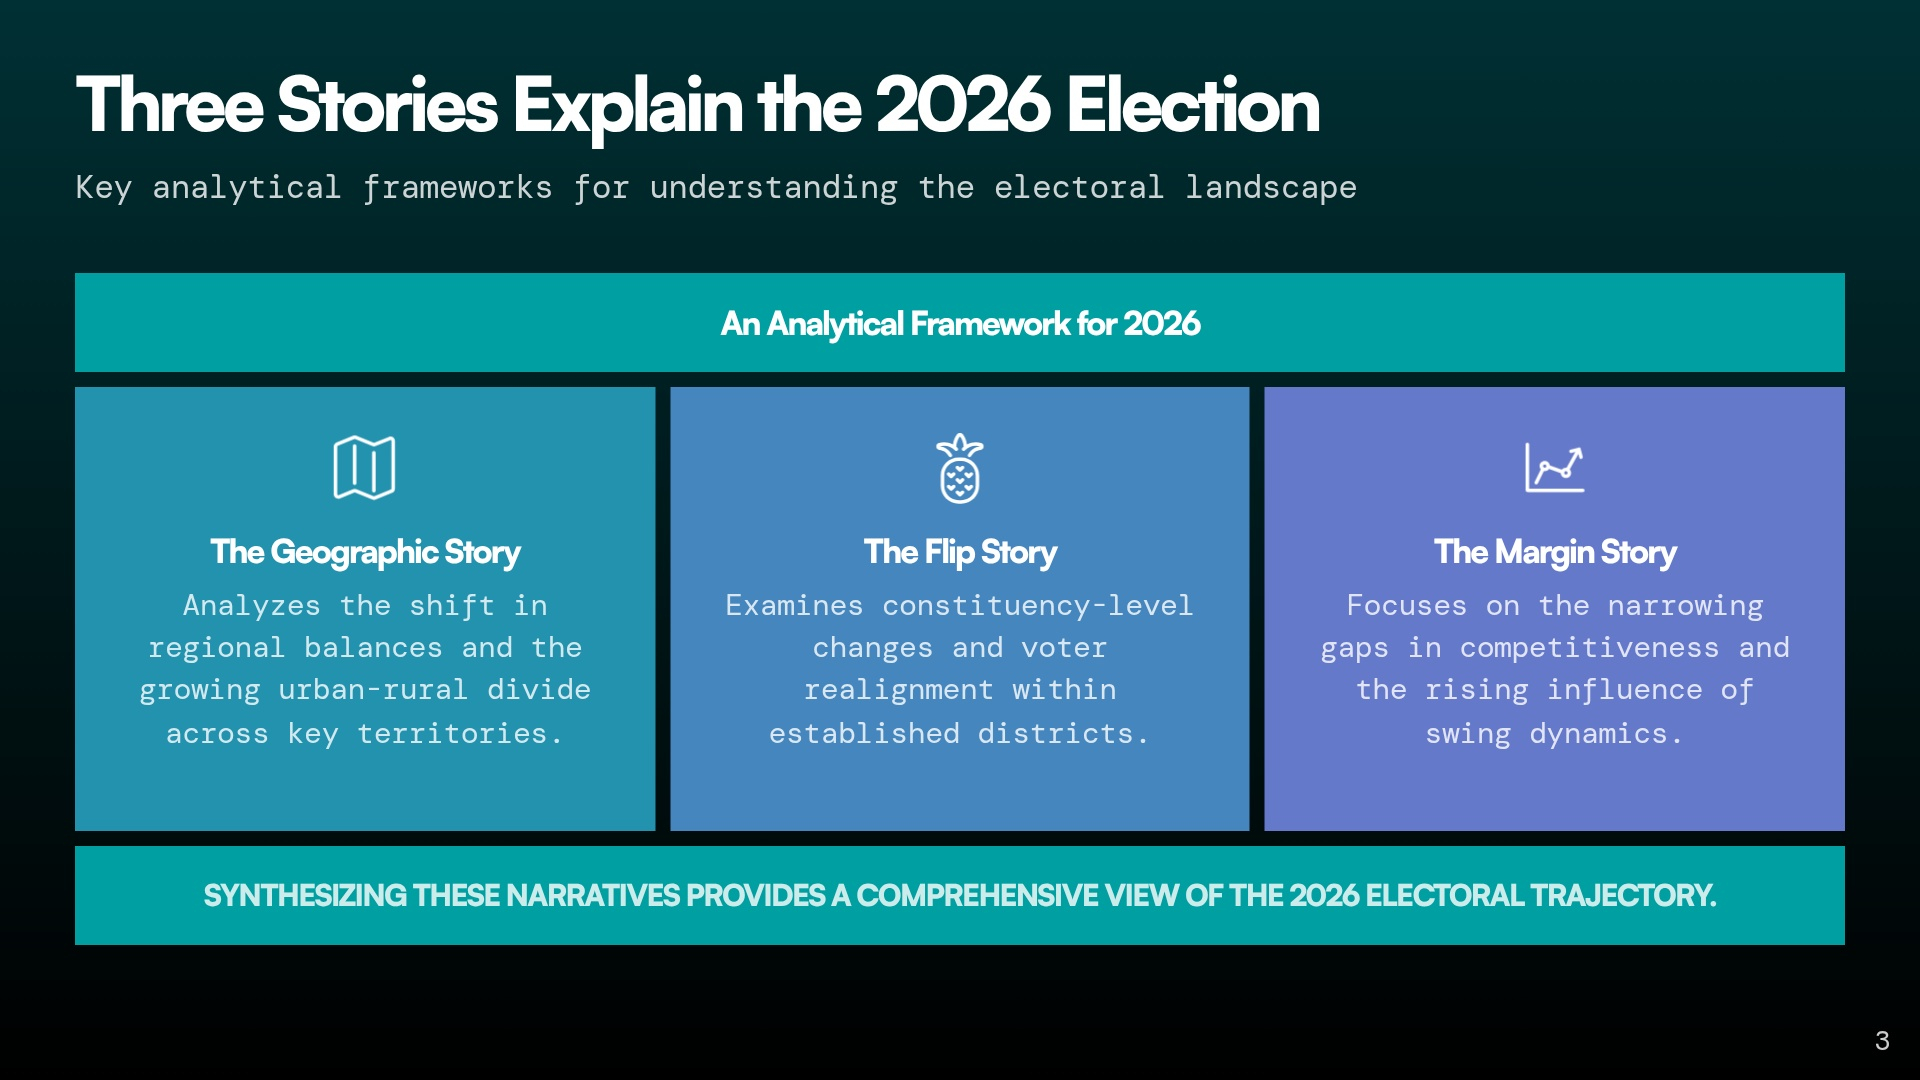 Three Stories Explain the 2026 Election
Key analytical frameworks for understanding the electoral landscape
An Analytical Framework for 2026
The Geographic Story
Analyzes the shift in
regional balances and the
growing urban-rural divide
across key territories.
The Flip Story
Examines constituency-level
changes and voter
realignment within
established districts.
The Margin Story
Focuses on the narrowing
gaps in competitiveness and
the rising influence of
swing dynamics.
SYNTHESIZING THESE NARRATIVES PROVIDES A COMPREHENSIVE VIEW OF THE 2026 ELECTORAL TRAJECTORY.
3